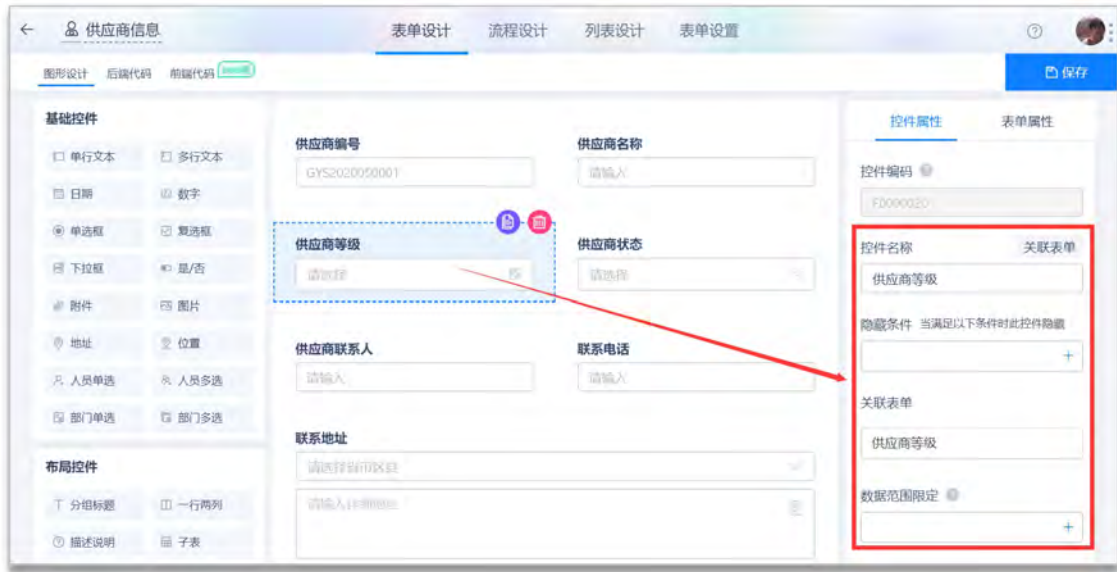 供应商信息
表单设计 流程设计 列表设计 表单设置
图形设计 后端代码 前端代码
保存
基础控件
单行文本 多行文本
日期 数字
单选框 复选框
下拉框 是/否
附件 图片
地址 位置
人员单选 人员多选
部门单选 部门多选
布局控件
分组标题 一行两列
描述说明 子表
供应商编号 供应商名称
GYS2020050001 请输入
供应商等级 供应商状态
请选择 请选择
供应商联系人 联系电话
请输入 请输入
联系地址
请选择省市区县
请输入详细地址
控件属性 表单属性
控件编码
F0000020
控件名称 关联表单
供应商等级
隐藏条件 当满足以下条件时此控件隐藏
关联表单
供应商等级
数据范围限定